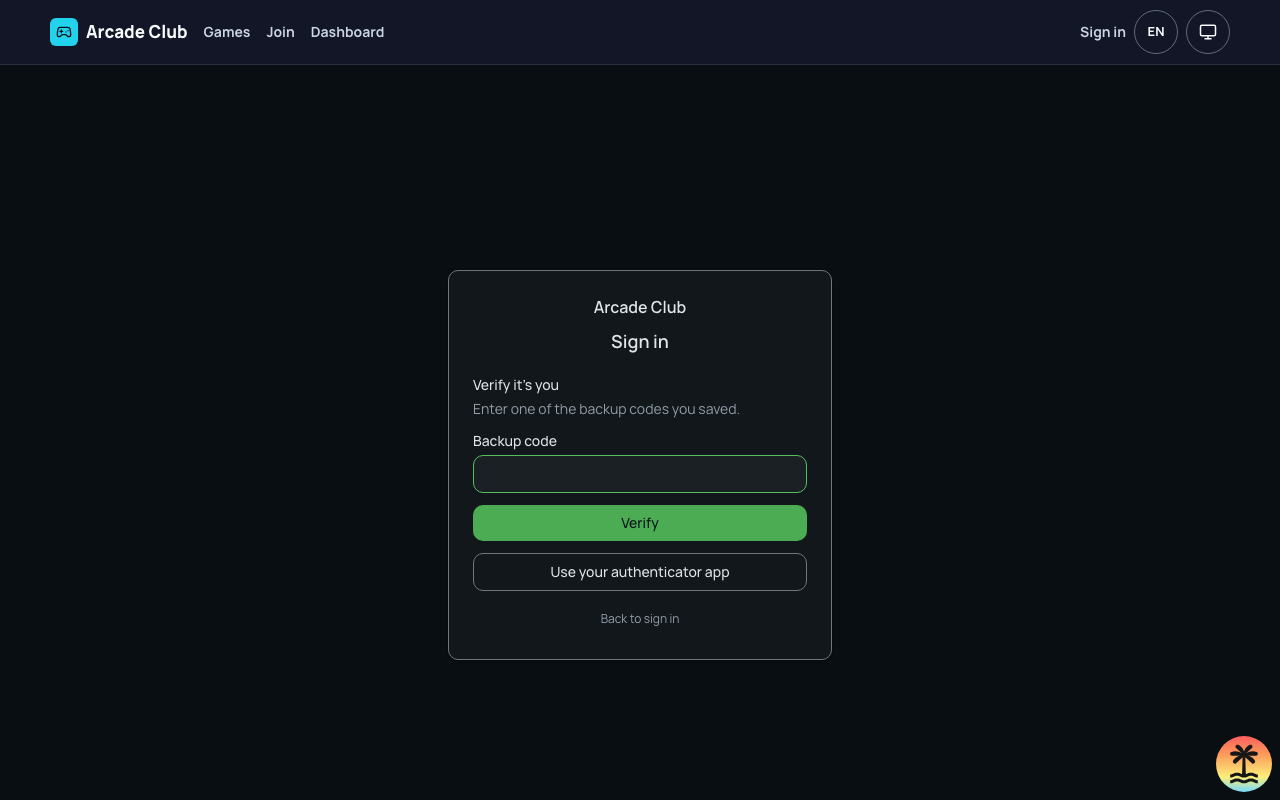 Arcade Club
Games
Join
Dashboard
Sign in
EN
Arcade Club
Sign in
Verify it's you
Enter one of the backup codes you saved.
Backup code
Verify
Use your authenticator app
Back to sign in